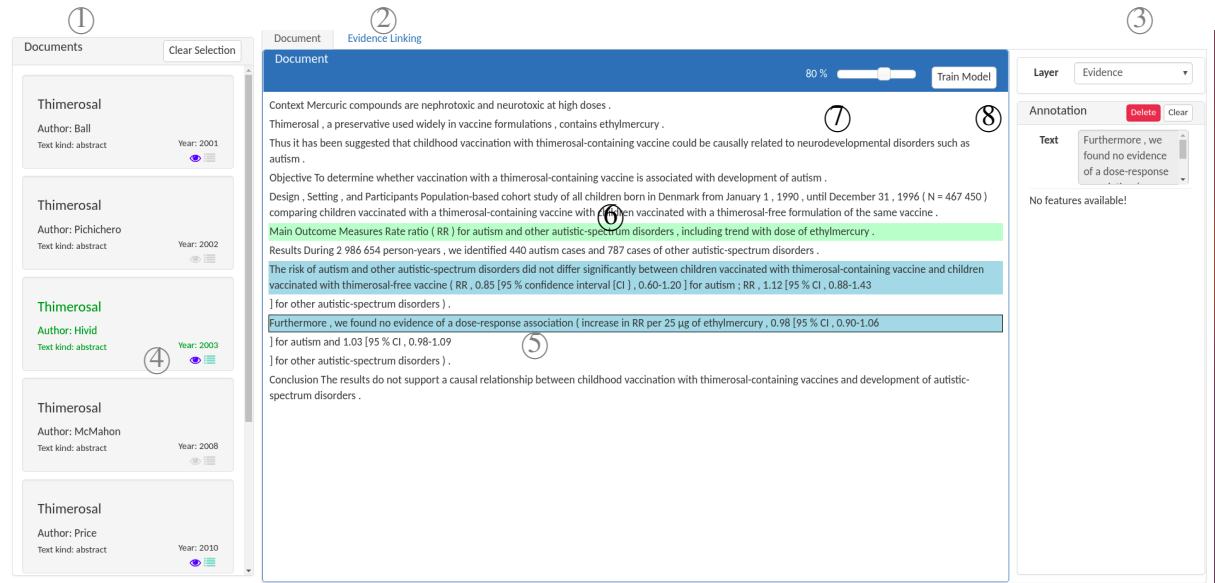 ① ② ③
Documents
Clear Selection
Thimerosal
Author: Ball
Text kind: abstract
Year: 2001
Thimerosal
Author: Pichichero
Text kind: abstract
Year: 2002
Thimerosal
Author: Hivid
Text kind: abstract
Year: 2003
④
Thimerosal
Author: McMahon
Text kind: abstract
Year: 2008
Thimerosal
Author: Price
Text kind: abstract
Year: 2010
Document
Evidence Linking
Document
80 %
Train Model
⑦ ⑧
Context Mercuric compounds are nephrotoxic and neurotoxic at high doses .
Thimerosal , a preservative used widely in vaccine formulations , contains ethylmercury .
Thus it has been suggested that childhood vaccination with thimerosal-containing vaccine could be causally related to neurodevelopmental disorders such as
autism .
Objective To determine whether vaccination with a thimerosal-containing vaccine is associated with development of autism .
Design , Setting , and Participants Population-based cohort study of all children born in Denmark from January 1 , 1990 , until December 31 , 1996 ( N = 467 450 )
comparing children vaccinated with a thimerosal-containing vaccine with children vaccinated with a thimerosal-free formulation of the same vaccine .
⑥
Main Outcome Measures Rate ratio ( RR ) for autism and other autistic-spectrum disorders , including trend with dose of ethylmercury .
Results During 2 986 654 person-years , we identified 440 autism cases and 787 cases of other autistic-spectrum disorders .
The risk of autism and other autistic-spectrum disorders did not differ significantly between children vaccinated with thimerosal-containing vaccine and children
vaccinated with thimerosal-free vaccine ( RR , 0.85 [95 % confidence interval [CI ] , 0.60-1.20 ] for autism ; RR , 1.12 [95 % CI , 0.88-1.43
] for other autistic-spectrum disorders ) .
Furthermore , we found no evidence of a dose-response association ( increase in RR per 25 µg of ethylmercury , 0.98 [95 % CI , 0.90-1.06
] for autism and 1.03 [95 % CI , 0.98-1.09
⑤
] for other autistic-spectrum disorders ) .
Conclusion The results do not support a causal relationship between childhood vaccination with thimerosal-containing vaccines and development of autistic-
spectrum disorders .
Layer
Evidence
Annotation
Delete
Clear
Text
Furthermore , we
found no evidence
of a dose-response
No features available!